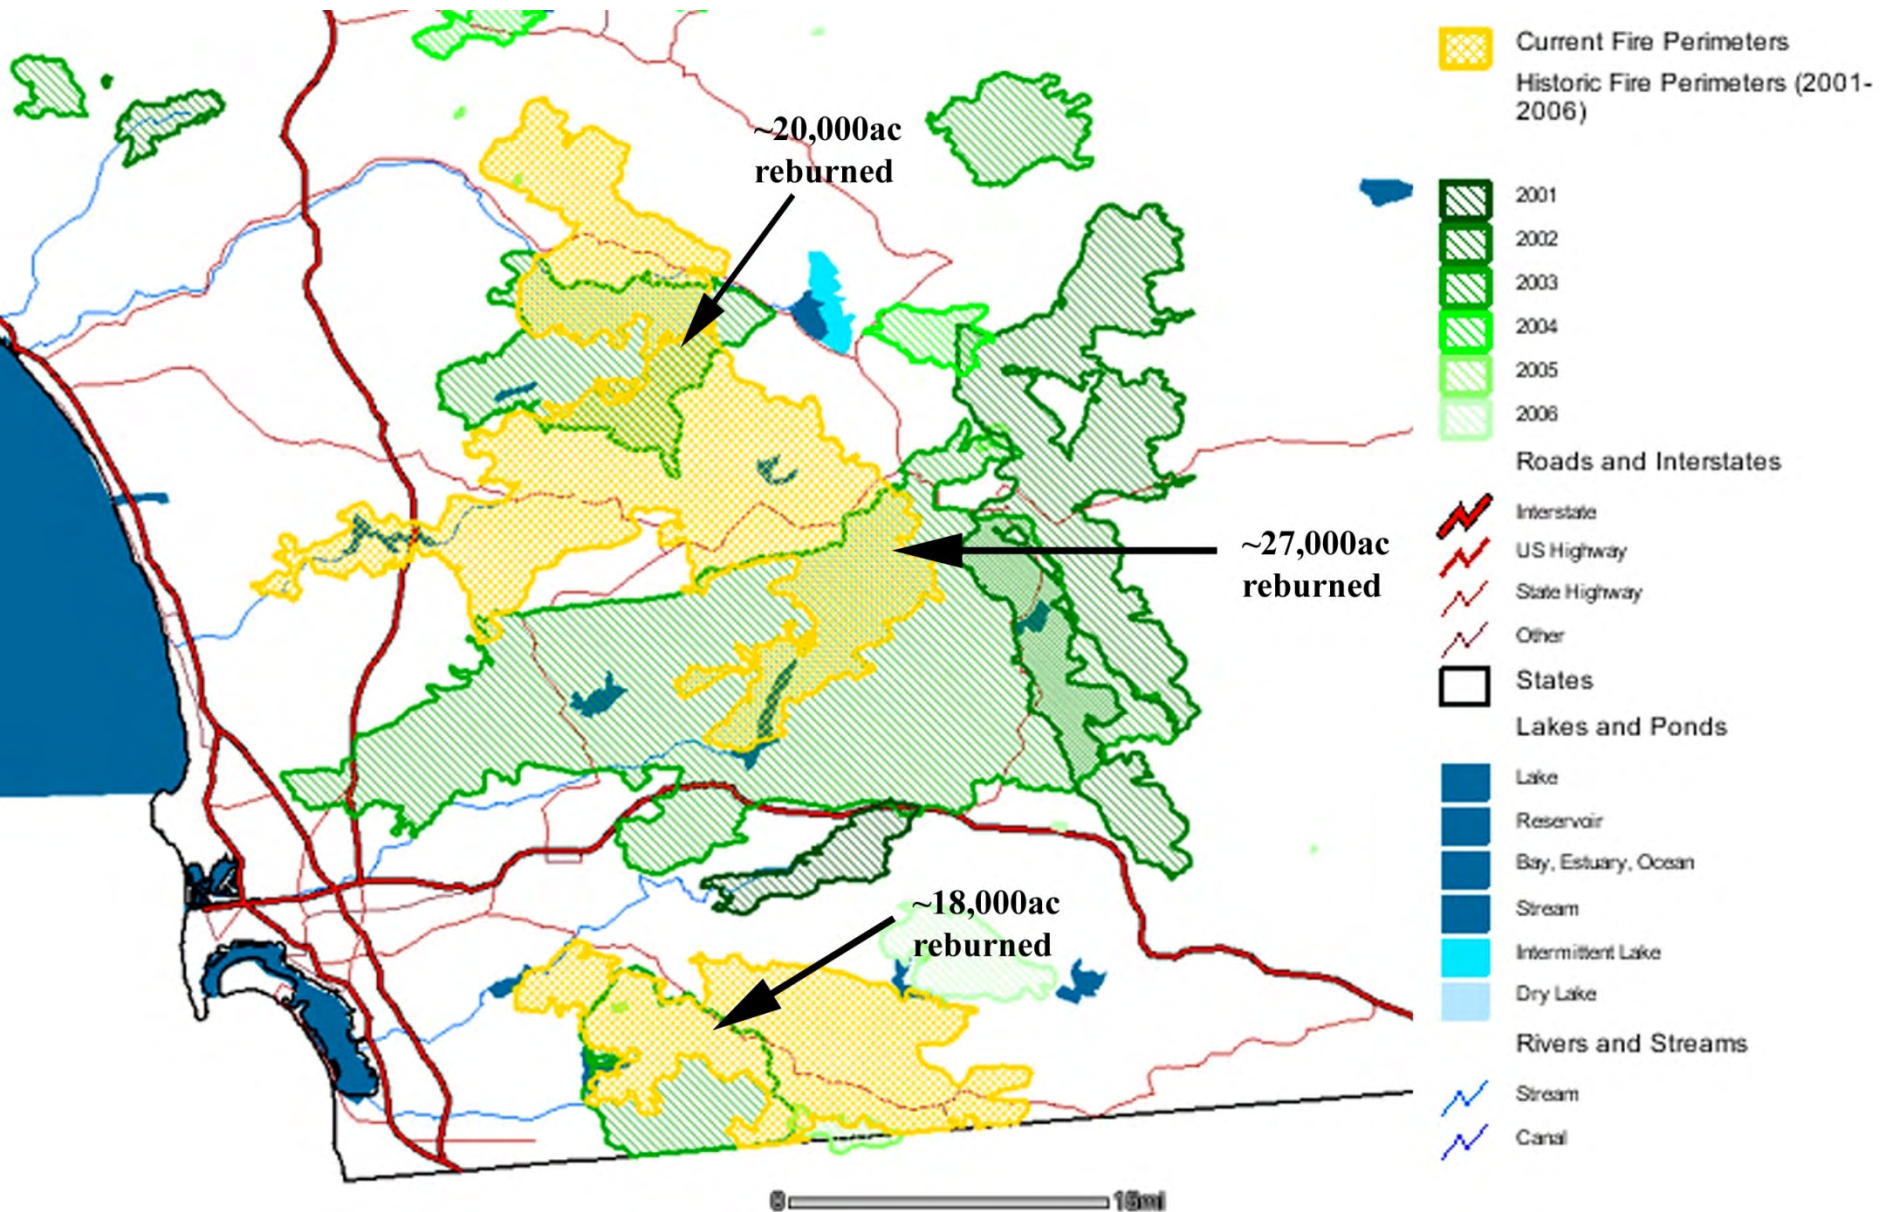 ~20,000ac
reburned
~27,000ac
reburned
~18,000ac
reburned
0 15mi
Current Fire Perimeters
Historic Fire Perimeters (2001-
2006)
2001
2002
2003
2004
2005
2006
Roads and Interstates
Interstate
US Highway
State Highway
Other
States
Lakes and Ponds
Lake
Reservoir
Bay, Estuary, Ocean
Stream
Intermittent Lake
Dry Lake
Rivers and Streams
Stream
Canal